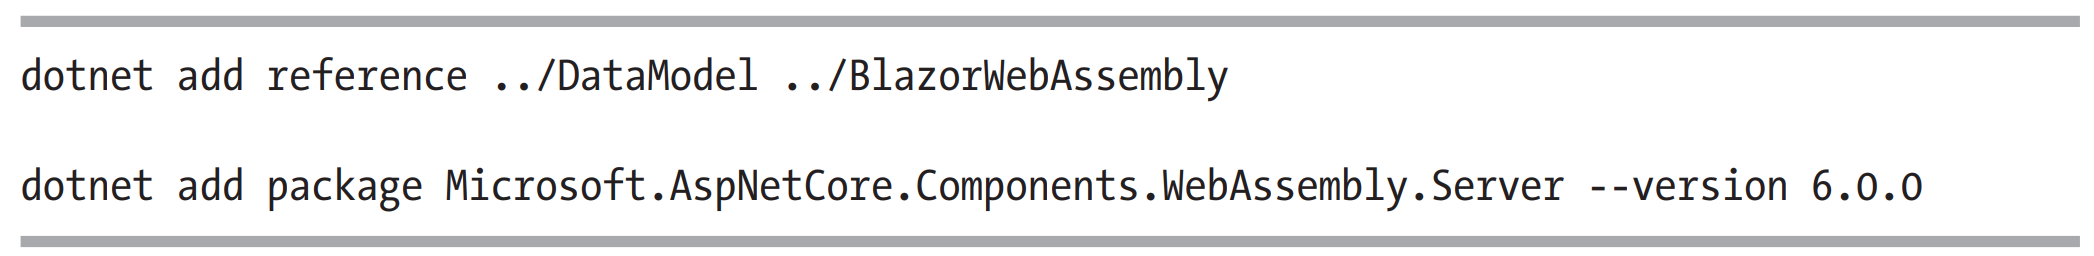 dotnet add reference ../DataModel ../BlazorWebAssembly
dotnet add package Microsoft.AspNetCore.Components.WebAssembly.Server --version 6.0.0